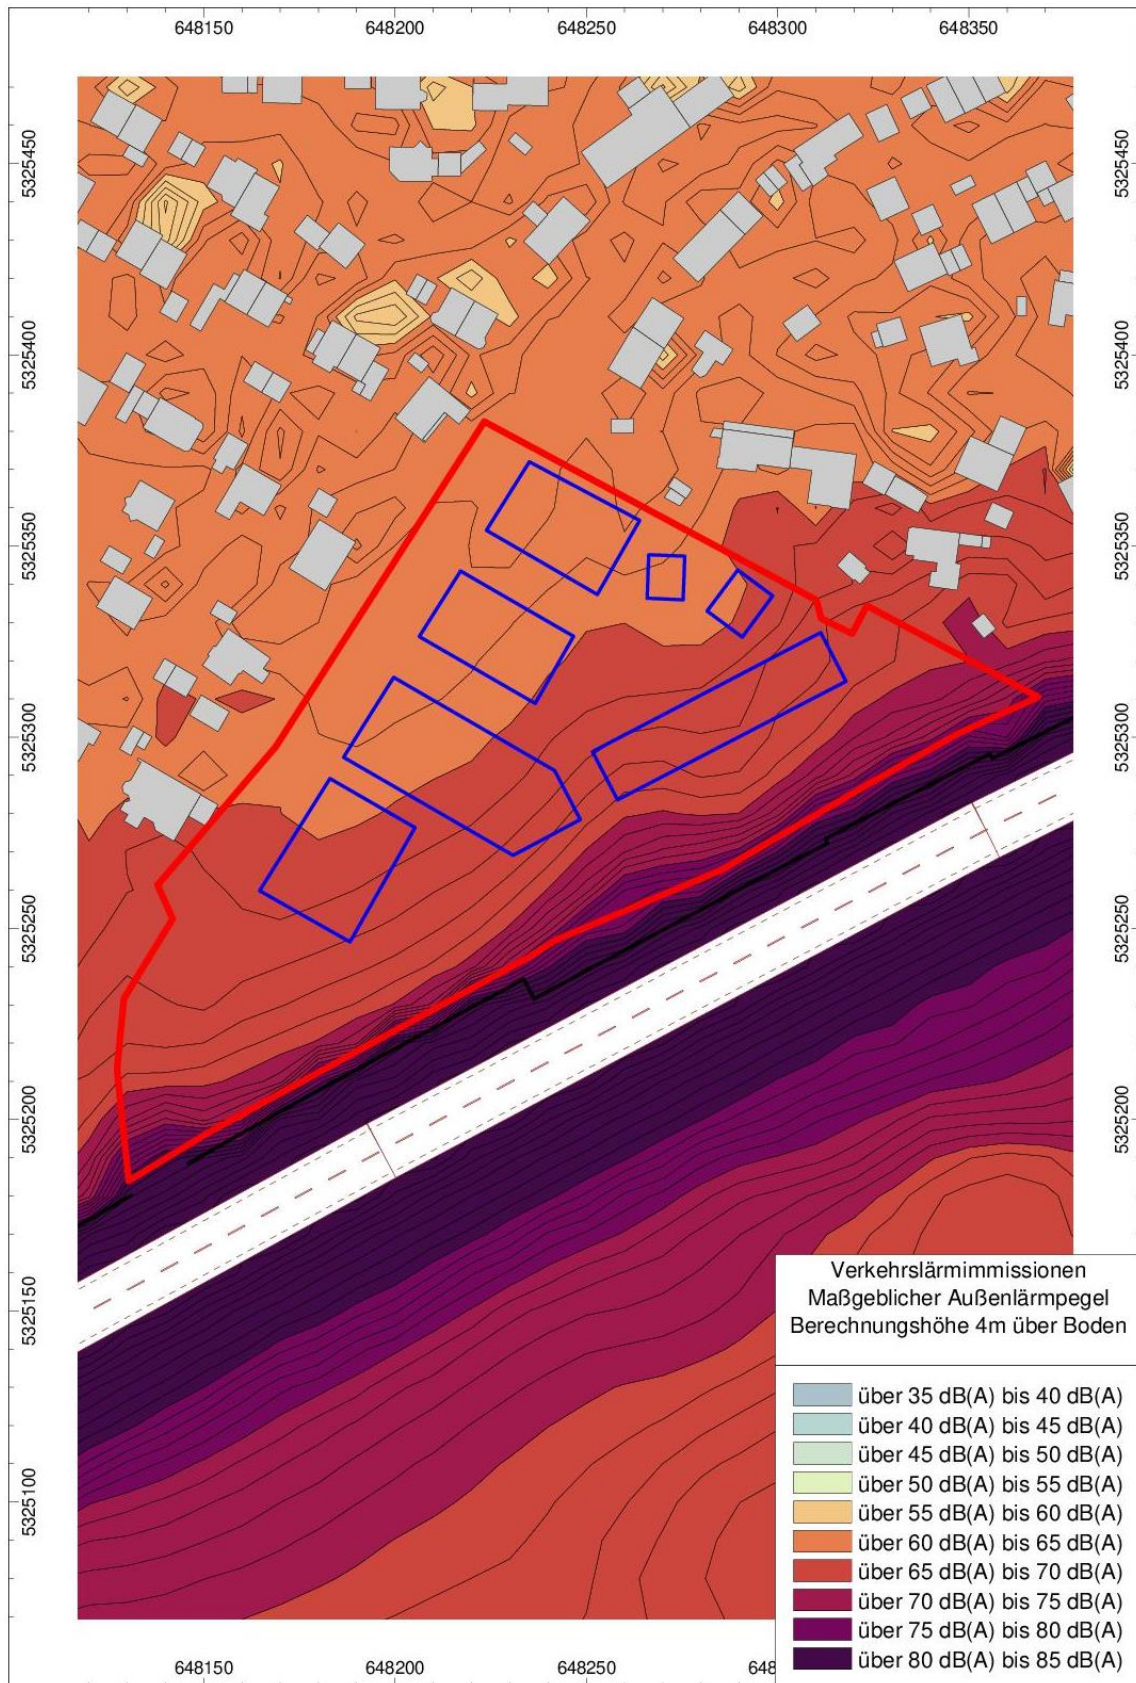 648150 648200 648250 648300 648350
5325450 5325450
5325400 5325400
5325350 5325350
5325300 5325300
5325250 5325250
5325200 5325200
5325150
5325100
Verkehrslärmimmissionen
Maßgeblicher Außenlärmpegel
Berechnungshöhe 4m über Boden
über 35 dB(A) bis 40 dB(A)
über 40 dB(A) bis 45 dB(A)
über 45 dB(A) bis 50 dB(A)
über 50 dB(A) bis 55 dB(A)
über 55 dB(A) bis 60 dB(A)
über 60 dB(A) bis 65 dB(A)
über 65 dB(A) bis 70 dB(A)
über 70 dB(A) bis 75 dB(A)
über 75 dB(A) bis 80 dB(A)
über 80 dB(A) bis 85 dB(A)
648150 648200 648250